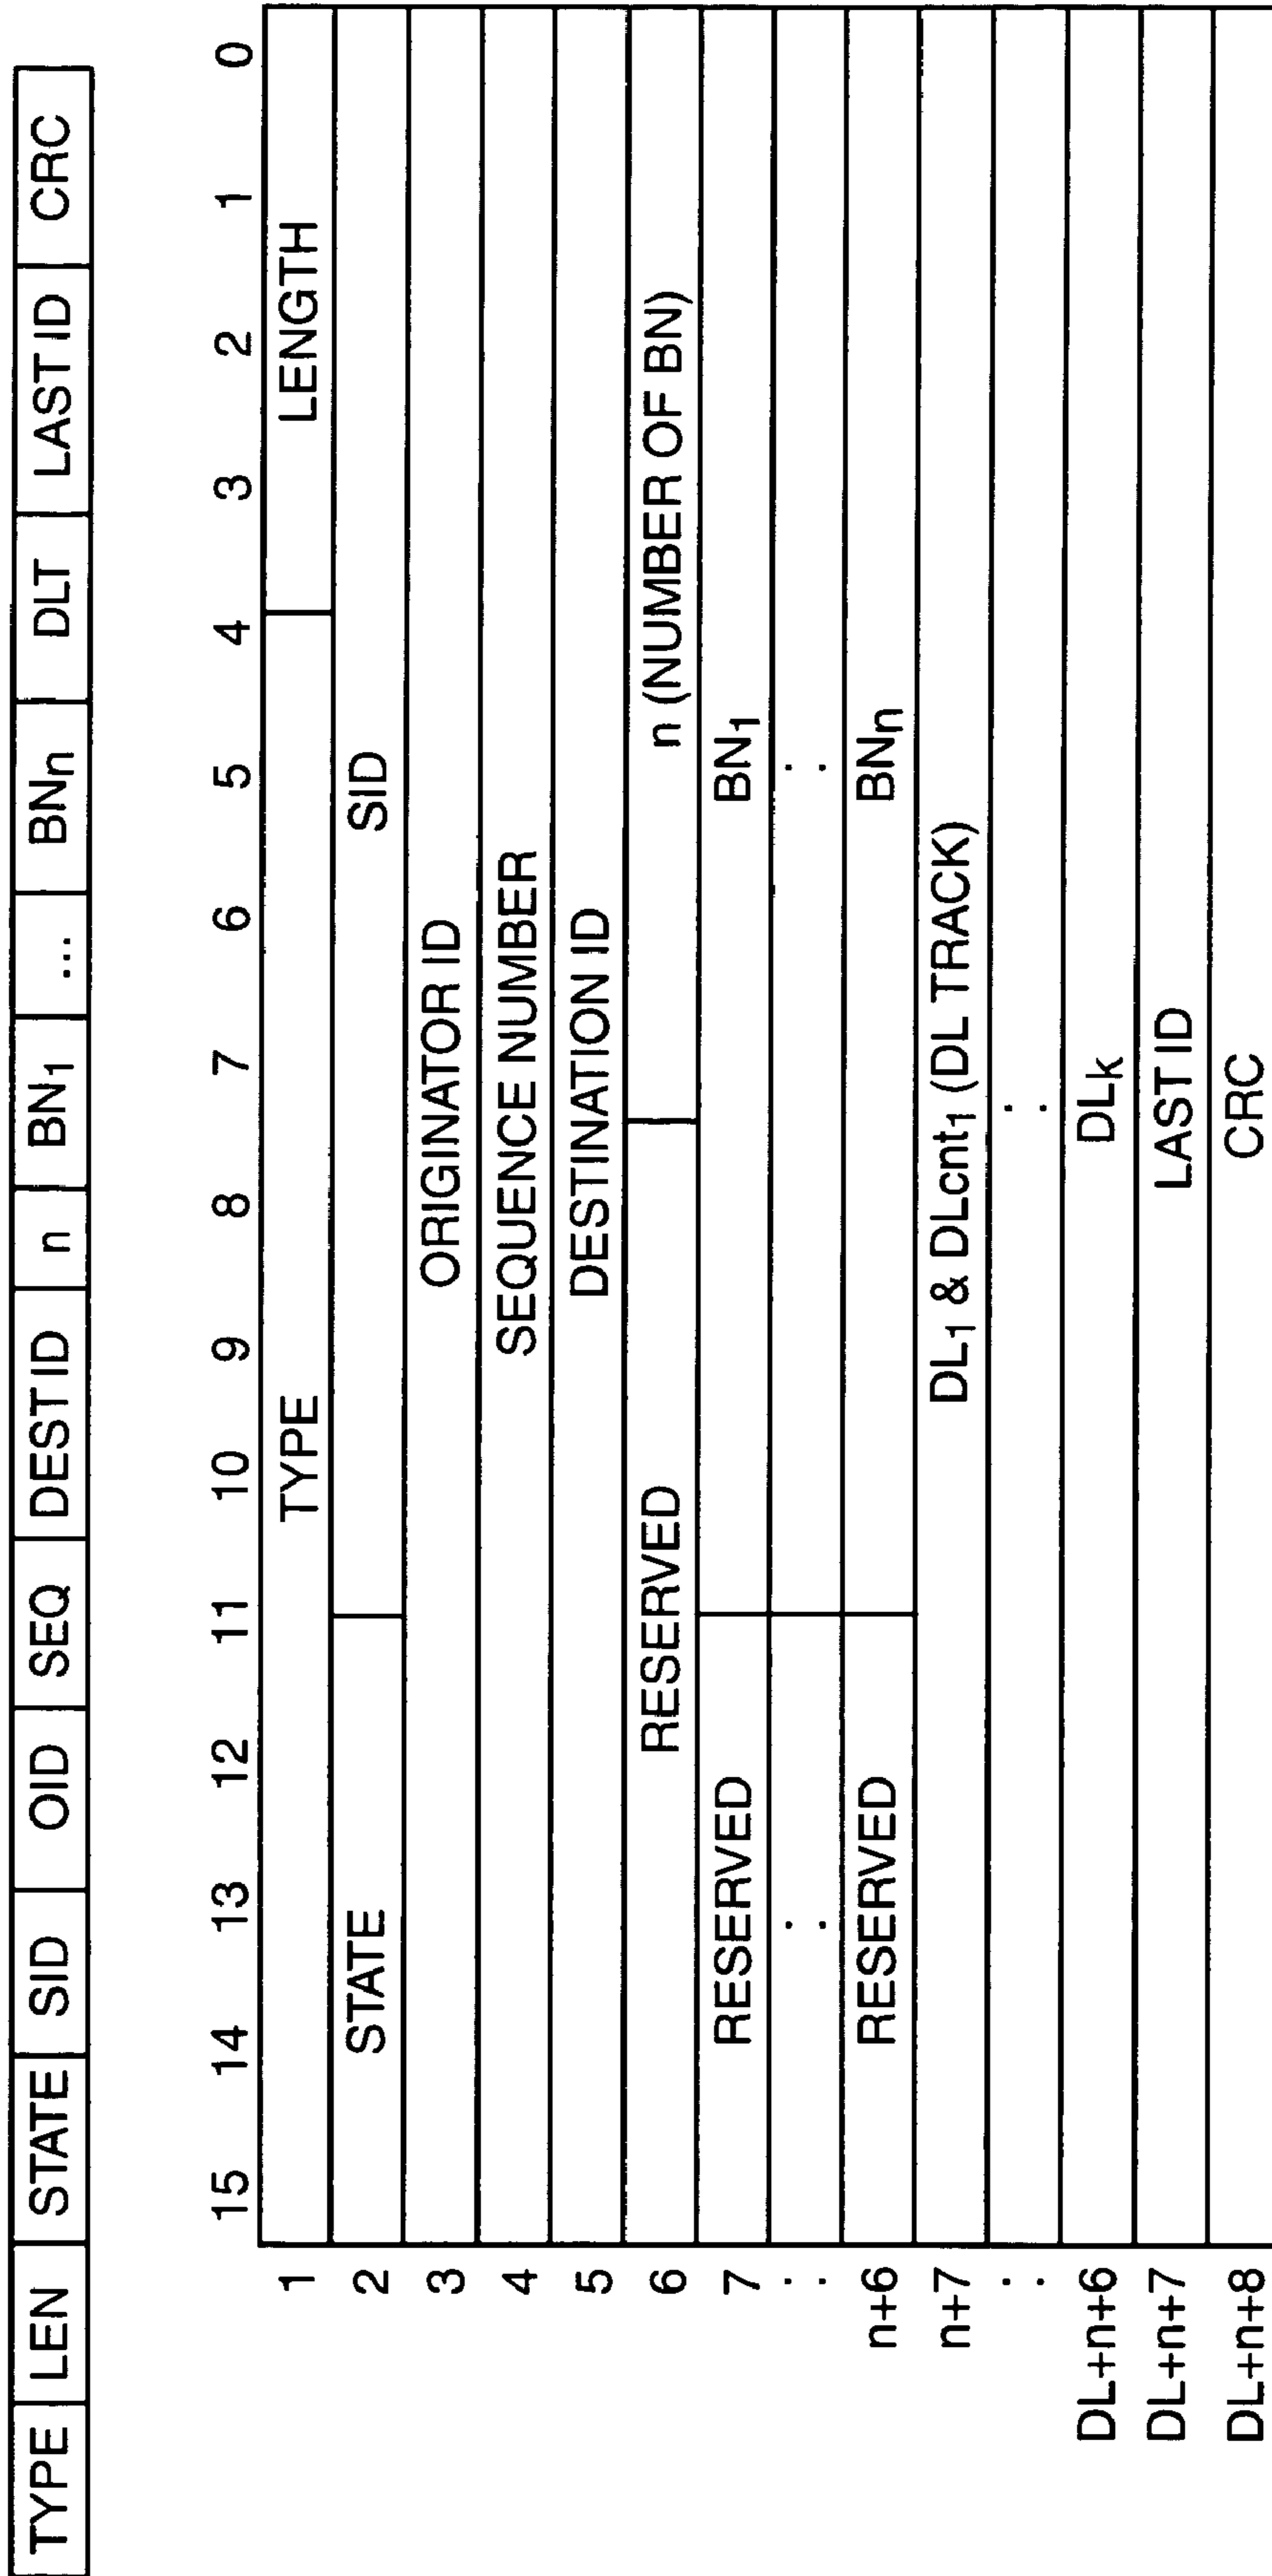 TYPE LEN STATE SID OID SEQ DEST ID n BN1 ... BNn DLT LAST ID CRC
15 14 13 12 11 10 9 8 7 6 5 4 3 2 1 0
1 TYPE LENGTH
2 STATE SID
3 ORIGINATOR ID
4 SEQUENCE NUMBER
5 DESTINATION ID
6 RESERVED n (NUMBER OF BN)
7 RESERVED BN1
: : :
n+6 RESERVED BNn
n+7 DL1 & DLcnt1 (DL TRACK)
: :
DL+n+6 DLk
DL+n+7 LAST ID
DL+n+8 CRC